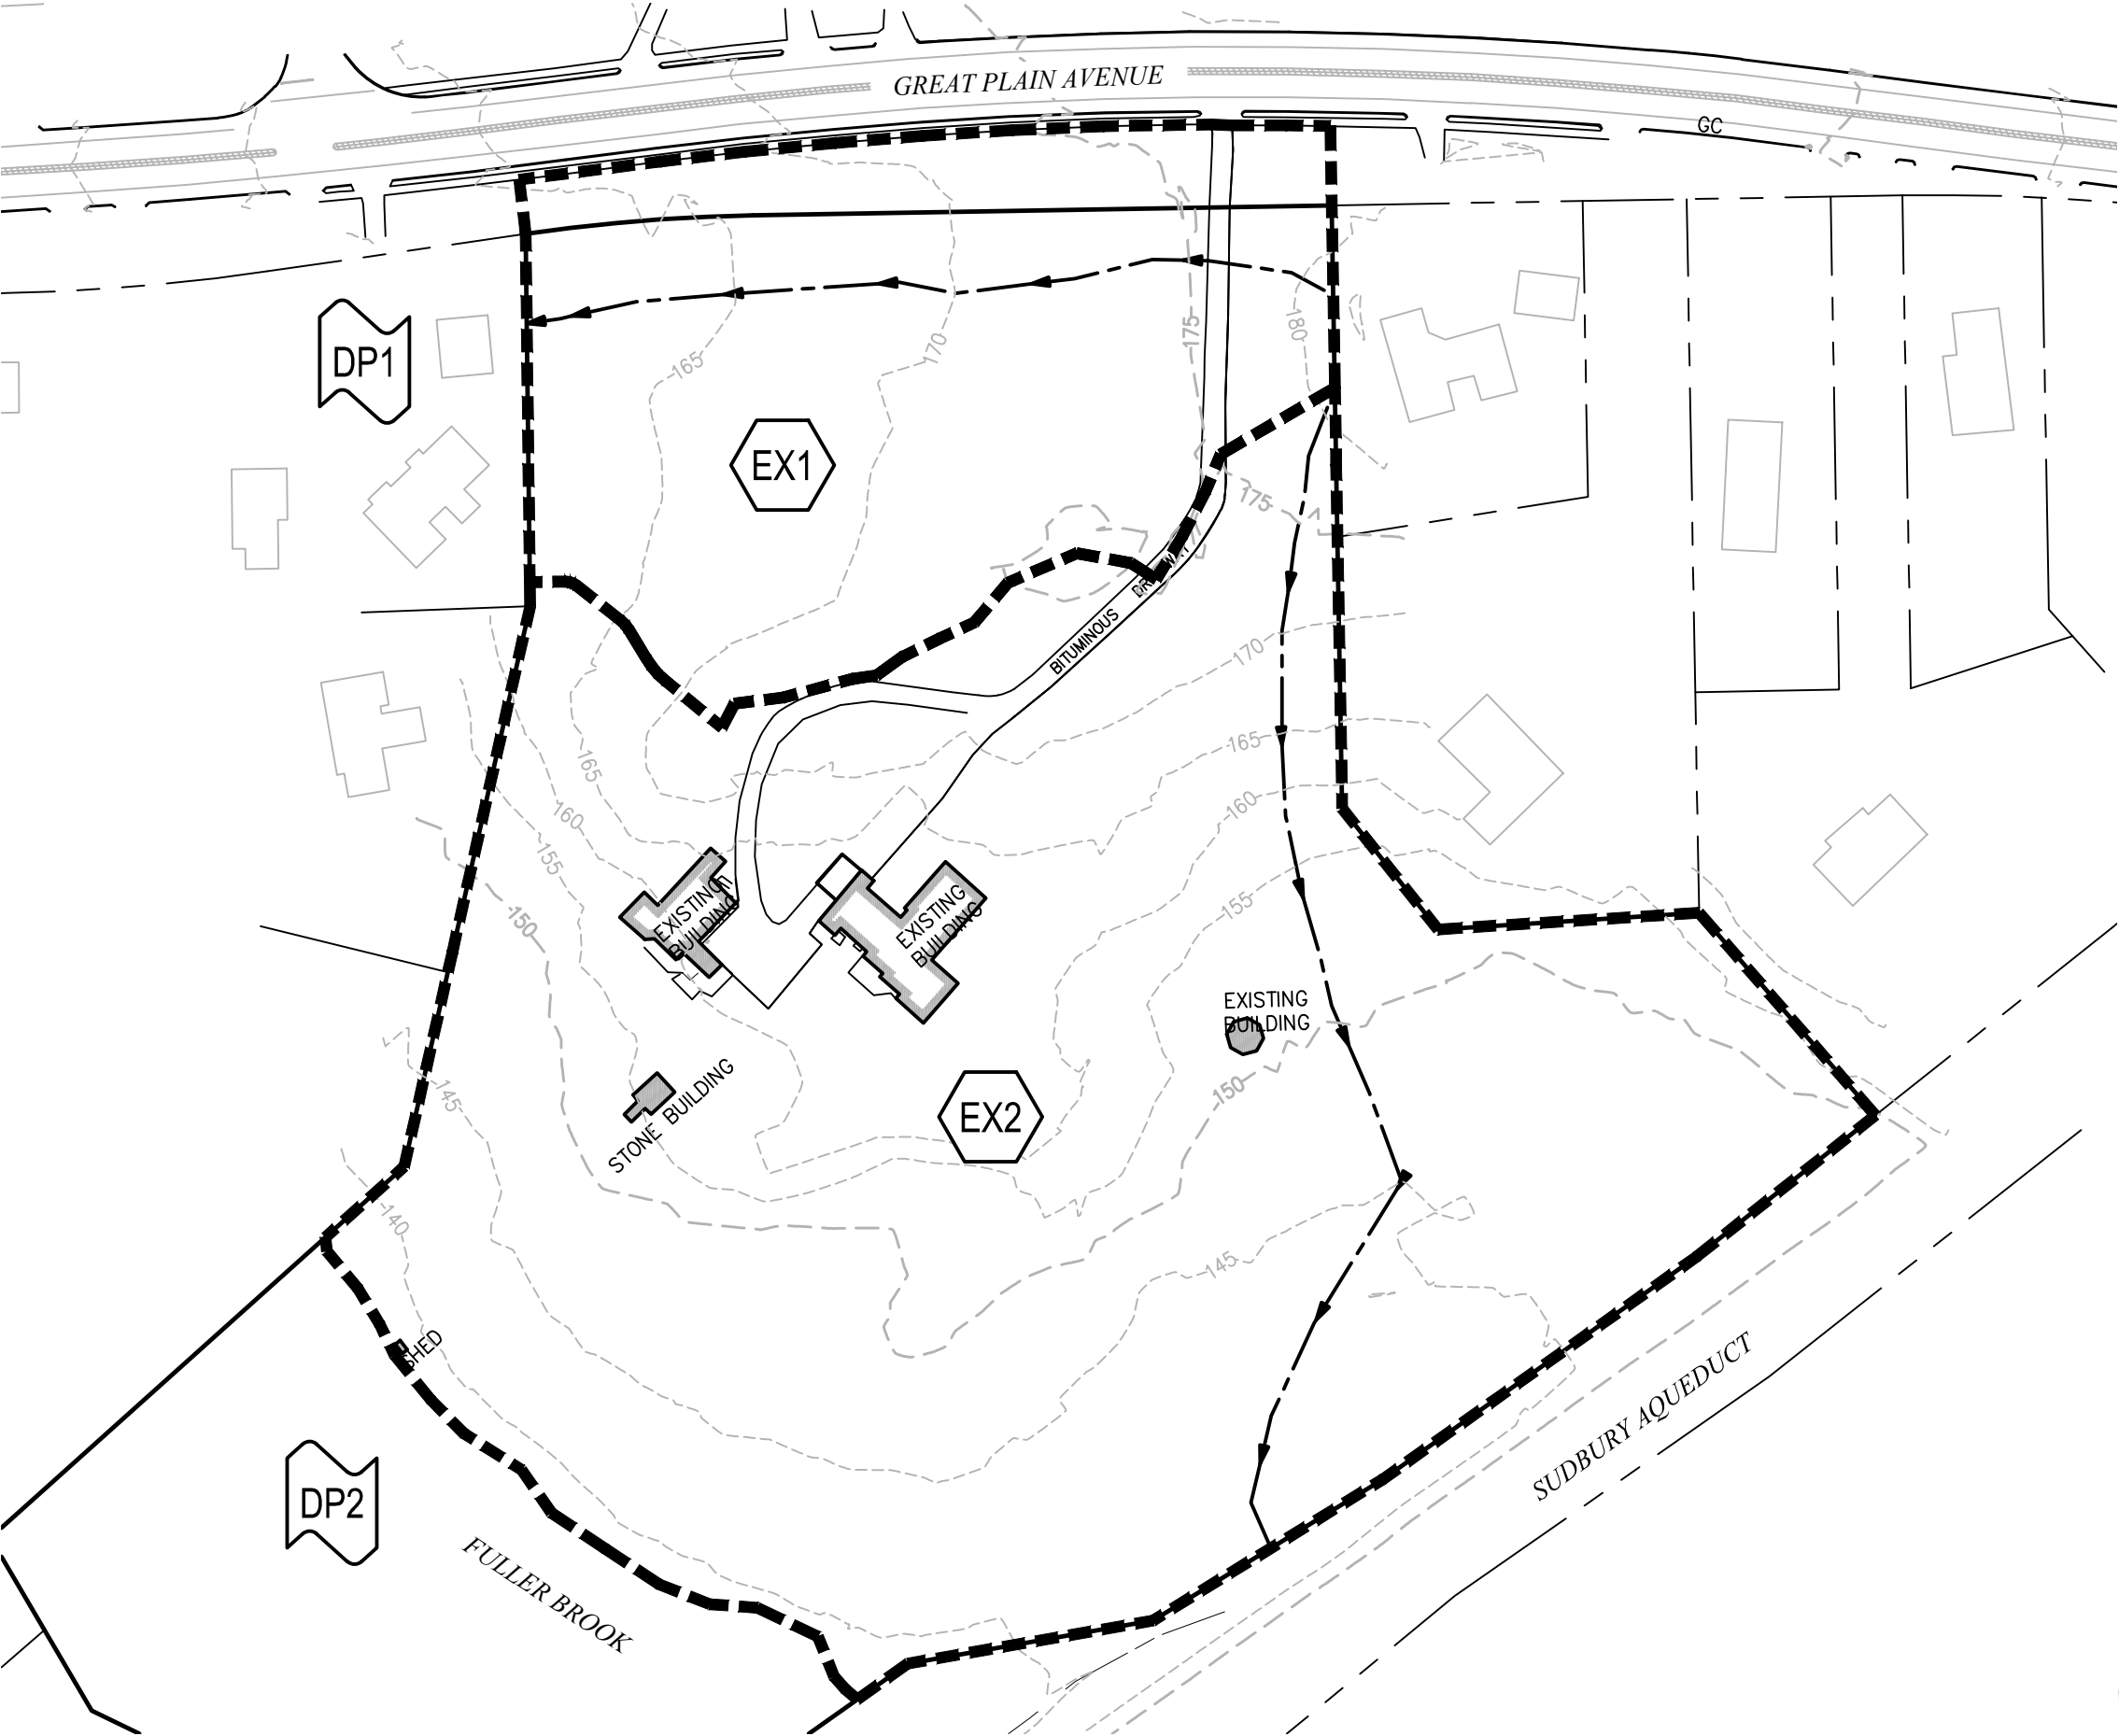 GREAT PLAIN AVENUE
GC
DP1
165
170
175
180
EX1
175
BITUMINOUS
170
165
165
160
160
155
155
150
EXISTING
BUILDING
EXISTING
BUILDING
EXISTING
BUILDING
STONE BUILDING
EX2
150
145
140
145
SHED
SUDBURY AQUEDUCT
DP2
FULLER BROOK